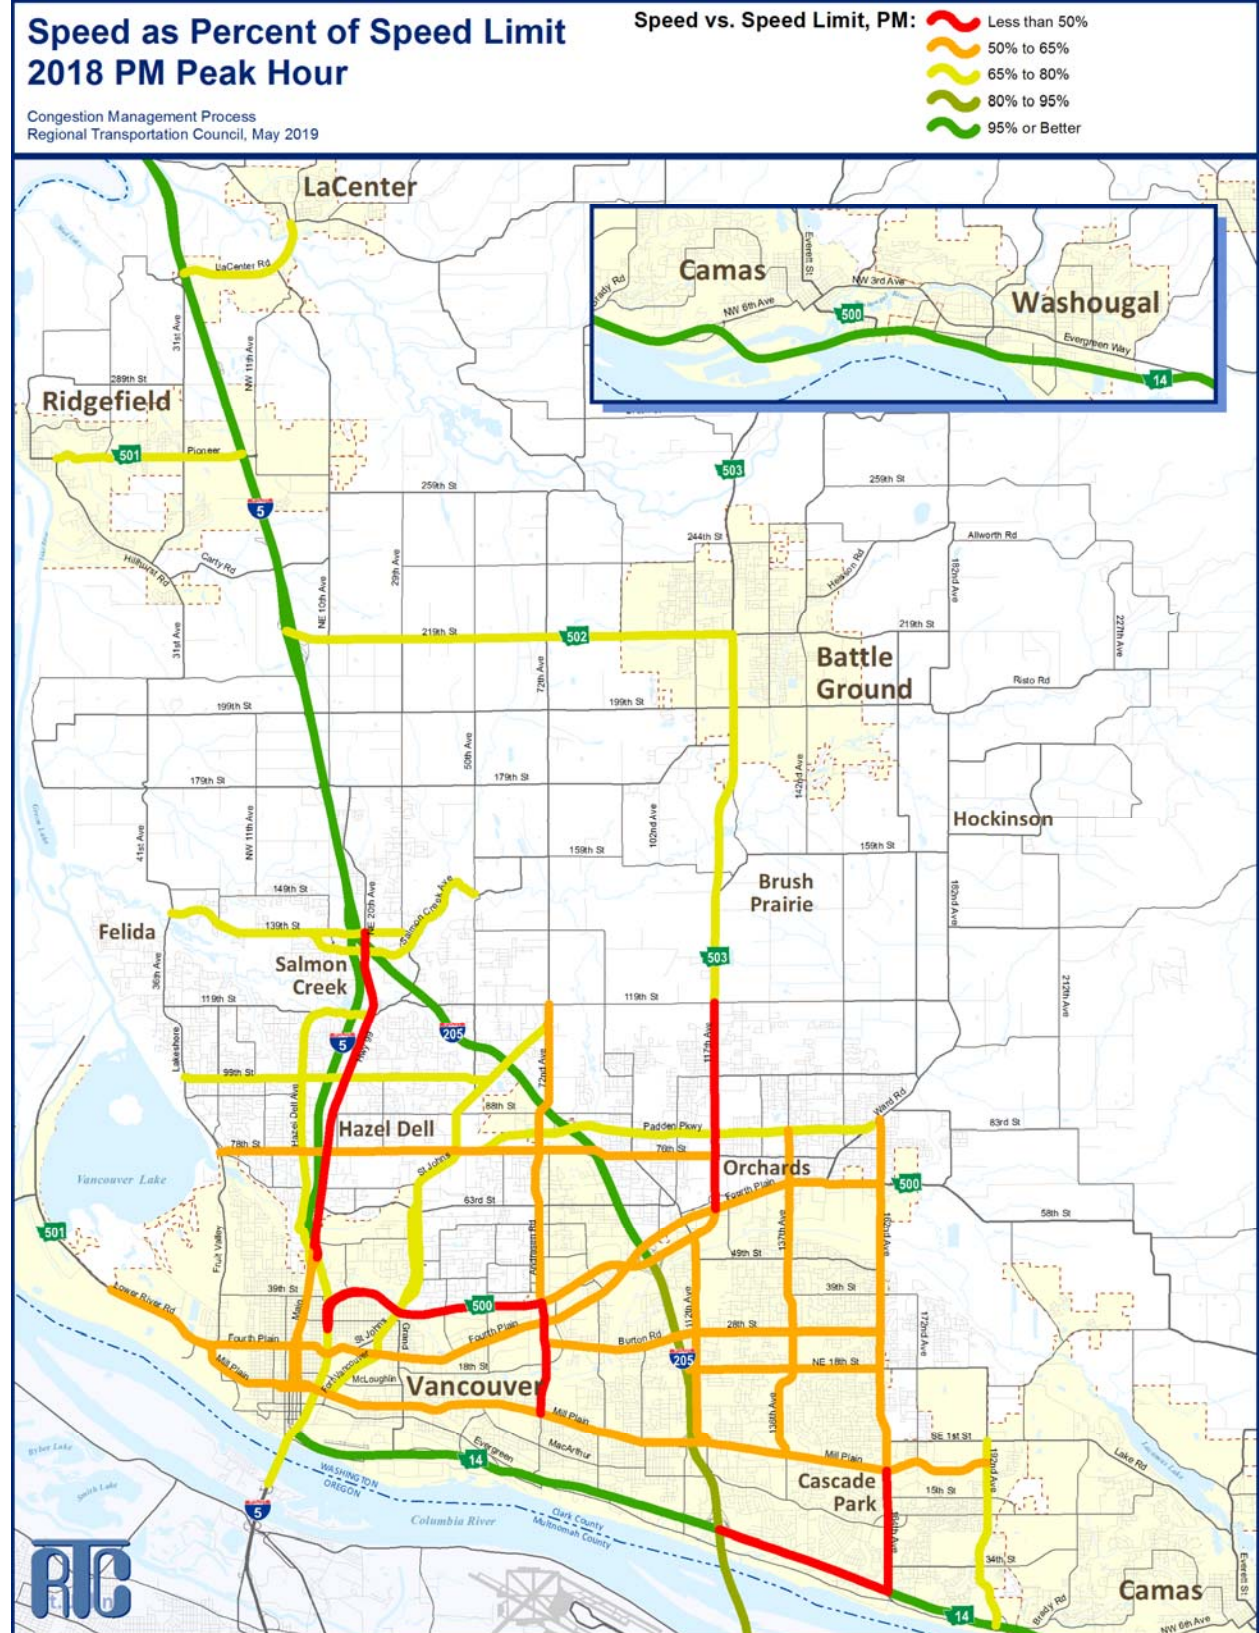 Speed as Percent of Speed Limit
2018 PM Peak Hour
Congestion Management Process
Regional Transportation Council, May 2019
Speed vs. Speed Limit, PM:
Less than 50%
50% to 65%
65% to 80%
80% to 95%
95% or Better
LaCenter
LaCenter Rd
31st Ave
NW 11th Ave
289th St
Ridgefield
501
Pioneer
5
Hillhurst Rd
Carty Rd
NE 10th Ave
29th Ave
259th St
31st Ave
Camas
Everett St
Brady Rd
NW 6th Ave
NW 3rd Ave
500
Washougal
Evergreen Way
14
503
259th St
244th St
Allworth Rd
Heisson Rd
182nd Ave
219th St
502
219th St
227th Ave
72nd Ave
Battle
Ground
Risto Rd
199th St
199th St
50th Ave
179th St
179th St
142nd Ave
102nd Ave
Hockinson
41st Ave
NW 11th Ave
159th St
159th St
149th St
NE 20th Ave
Salmon Creek Ave
Brush
Prairie
182nd Ave
Felida
139th St
Salmon
Creek
36th Ave
503
212th Ave
119th St
119th St
Lakeshore
5
Hwy 99
205
117th Ave
72nd Ave
99th St
Hazel Dell Ave
88th St
Ward Rd
Hazel Dell
Padden Pkwy
83rd St
78th St
76th St
St Johns
Orchards
Vancouver Lake
Fourth Plain
500
63rd St
58th St
501
Fruit Valley
Andresen Rd
137th Ave
162nd Ave
49th St
Lower River Rd
39th St
Main
39th St
112th Ave
500
172nd Ave
Fourth Plain
St Johns
Grand
Fourth Plain
Burton Rd
28th St
Mill Plain
Fort Vancouver
18th St
205
NE 18th St
McLoughlin
Vancouver
136th Ave
Mill Plain
MacArthur
Evergreen
14
Mill Plain
SE 1st St
192nd Ave
Lake Rd
Lacamas Lake
Cascade
Park
15th St
WASHINGTON
OREGON
Clark County
Multnomah County
Columbia River
Smith Lake
5
34th St
Camas
Everett St
Brady Rd
14
NW 6th Ave
RTC